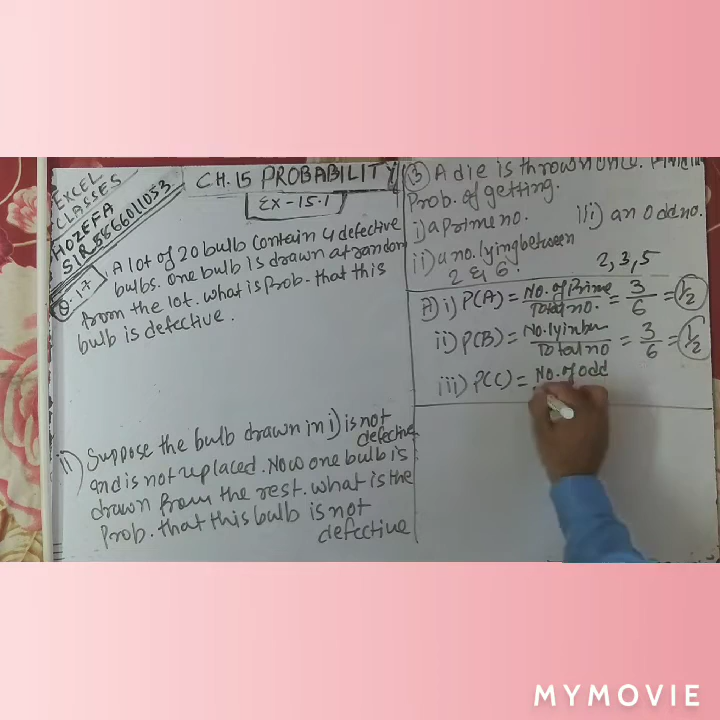 EXCEL
CLASSES
HOZEFA
SIR
CH.15 PROBABILITY
EX-15.1
Q.17
A lot of 20 bulb contain 4 defective
bulbs. One bulb is drawn at random
from the lot. what is Prob. that this
bulb is defective.
ii) Suppose the bulb drawn in i) is not
defective
and is not replaced. Now one bulb is
drawn from the rest. what is the
Prob. that this bulb is not
defective
13 A die is thrown once.
Prob. of getting.
i) a Prime no. iii) an Odd no.
ii) a no. lying between
2 & 6.
2, 3, 5
A) i) P(A) = No. of Prime / Total no. = 3/6 = 1/2
ii) P(B) = / Total no = 3/6 = 1/2
iii) P(C) = No. of odd
MYMOVIE